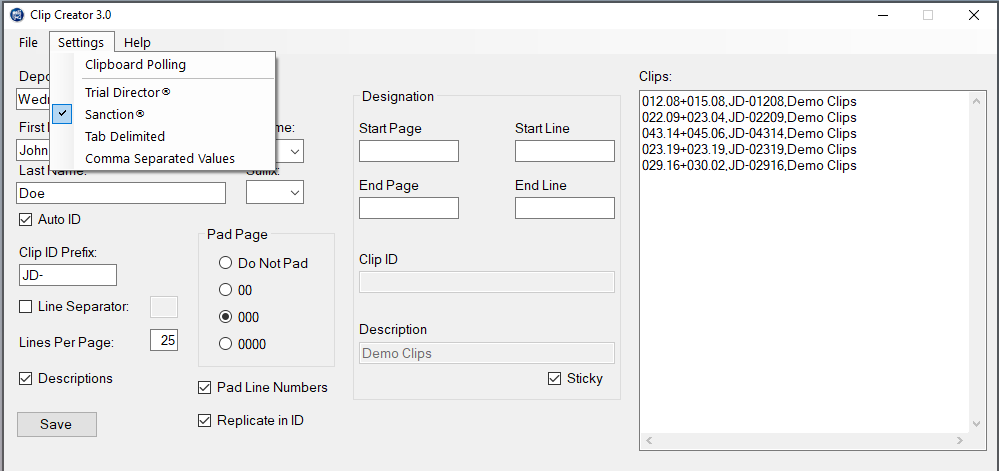 Clip Creator 3.0
File Settings Help
Clipboard Polling
Trial Director®
Sanction®
Tab Delimited
Comma Separated Values
Depo
Wedn
First
John
me:
Last Name:
Suffix:
Doe
Auto ID
Clip ID Prefix:
JD-
Line Separator:
Lines Per Page: 25
Descriptions
Save
Pad Page
Do Not Pad
00
000
0000
Pad Line Numbers
Replicate in ID
Designation
Start Page Start Line
End Page End Line
Clip ID
Description
Demo Clips
Sticky
Clips:
012.08+015.08,JD-01208,Demo Clips
022.09+023.04,JD-02209,Demo Clips
043.14+045.06,JD-04314,Demo Clips
023.19+023.19,JD-02319,Demo Clips
029.16+030.02,JD-02916,Demo Clips